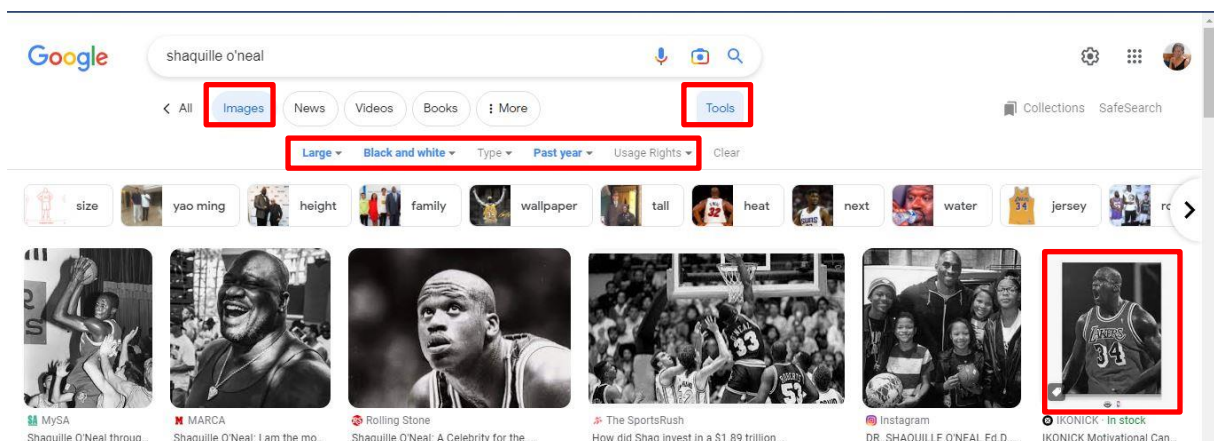 Google shaquille o'neal
All Images News Videos Books More Tools Collections SafeSearch
Large Black and white Type Past year Usage Rights Clear
size yao ming height family wallpaper tall heat next water jersey
MySA MARCA Rolling Stone The SportsRush Instagram IKONICK · In stock
Shaquille O'Neal throug... Shaquille O'Neal: I am the mo... Shaquille O'Neal: A Celebrity for the ... How did Shaq invest in a $1.89 trillion ... DR. SHAQUILLE O'NEAL Ed.D... IKONICK Motivational Can...